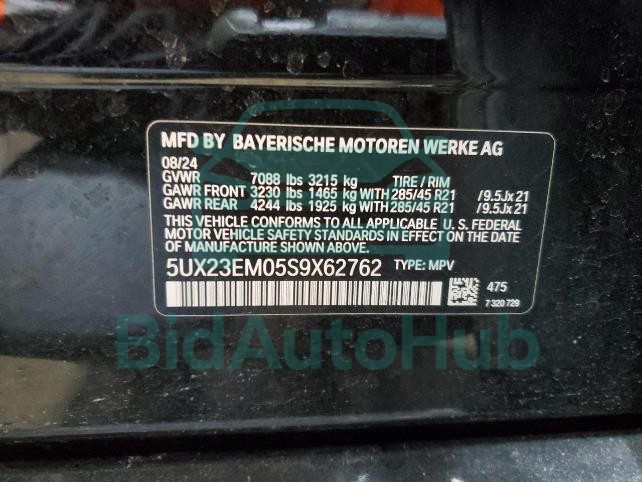 MFD BY BAYERISCHE MOTOREN WERKE AG
08/24
GVWR 7088 lbs 3215 kg TIRE / RIM
GAWR FRONT 3230 lbs 1465 kg WITH 285/45 R21 /9.5Jx21
GAWR REAR 4244 lbs 1925 kg WITH 285/45 R21 /9.5Jx21
THIS VEHICLE CONFORMS TO ALL APPLICABLE U. S. FEDERAL
MOTOR VEHICLE SAFETY STANDARDS IN EFFECT ON THE DATE
OF MANUFACTURE SHOWN ABOVE.
5UX23EM05S9X62762 TYPE: MPV
475
7 320 729
BidAutoHub